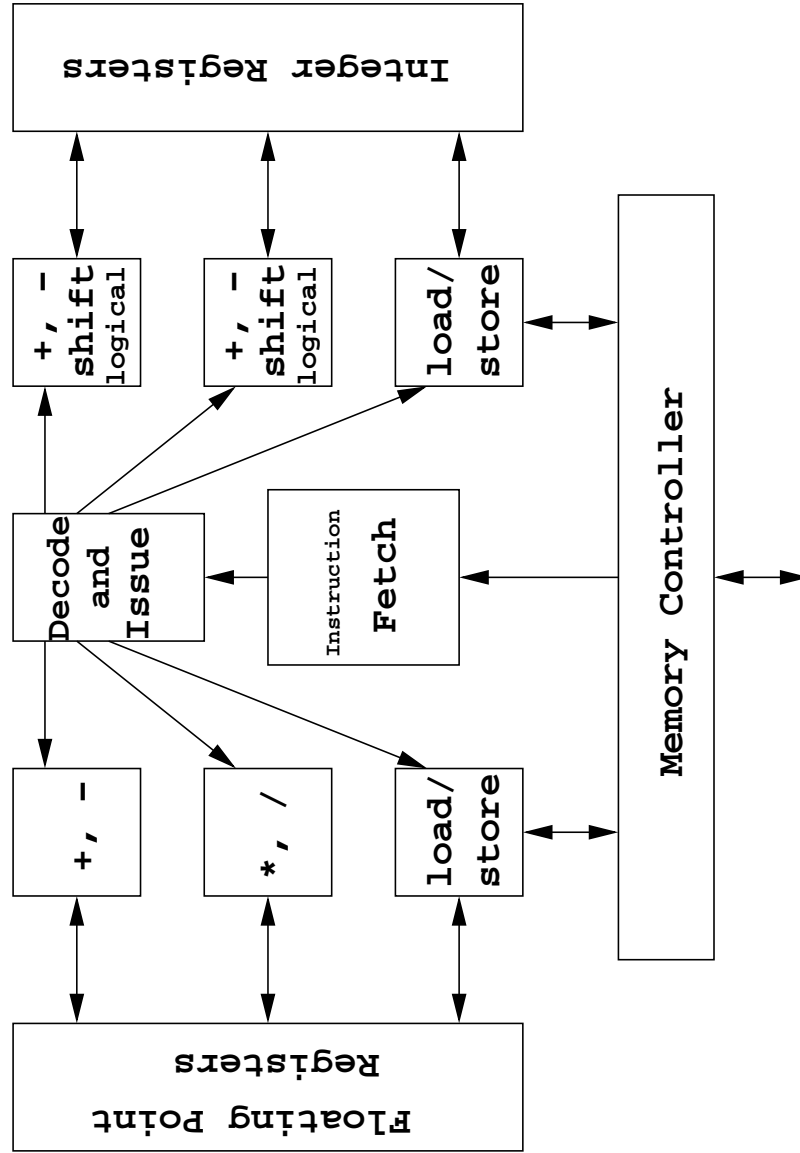 Integer Registers
+, -
shift
logical
+, -
shift
logical
load/
store
Decode
and
Issue
Instruction
Fetch
Memory Controller
+, -
*, /
load/
store
Floating Point
Registers